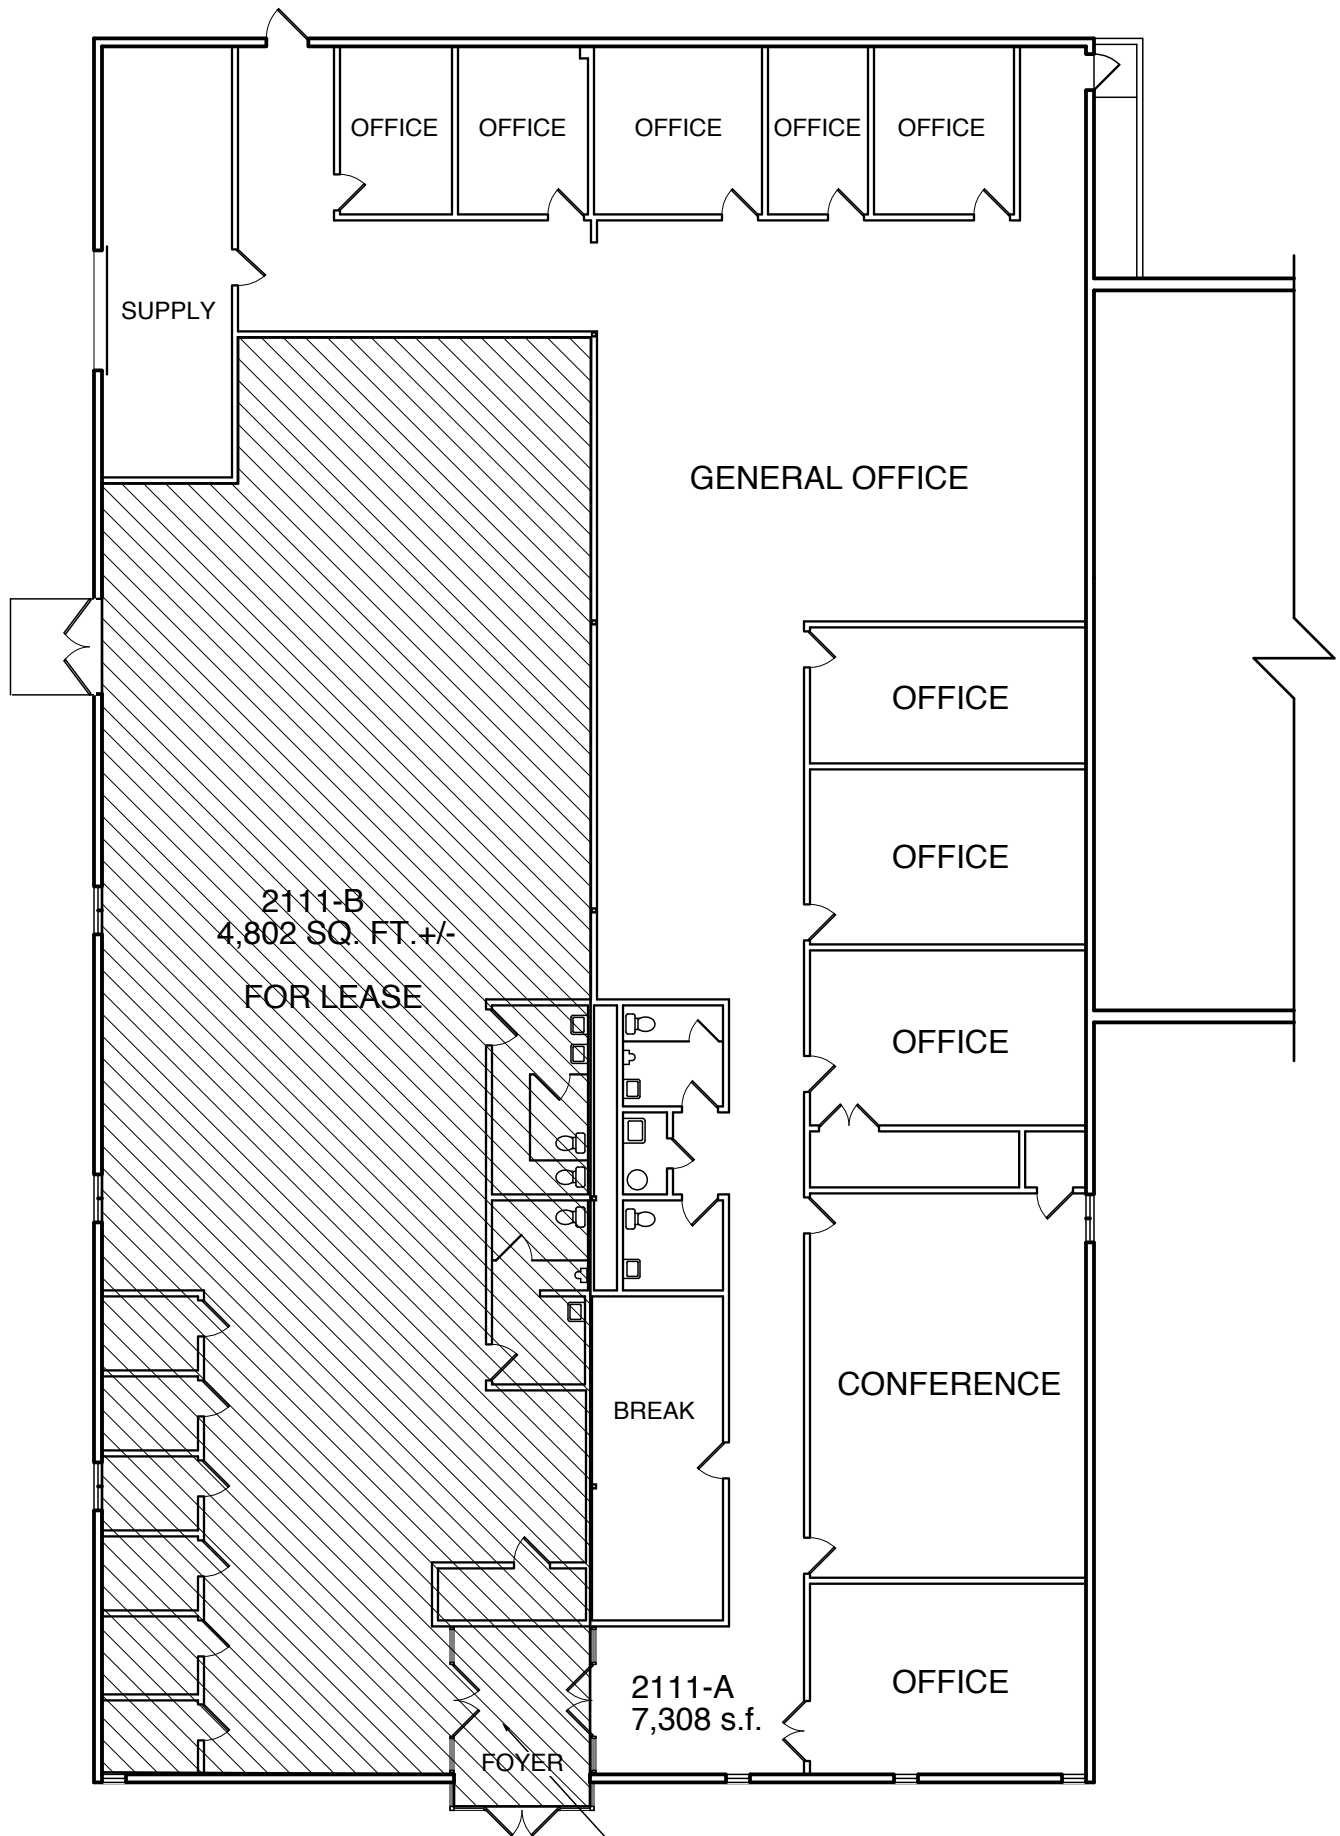 OFFICE
OFFICE
OFFICE
OFFICE
OFFICE
SUPPLY
GENERAL OFFICE
OFFICE
OFFICE
2111-B
4,802 SQ. FT.+/-
FOR LEASE
OFFICE
CONFERENCE
BREAK
OFFICE
2111-A
7,308 s.f.
FOYER